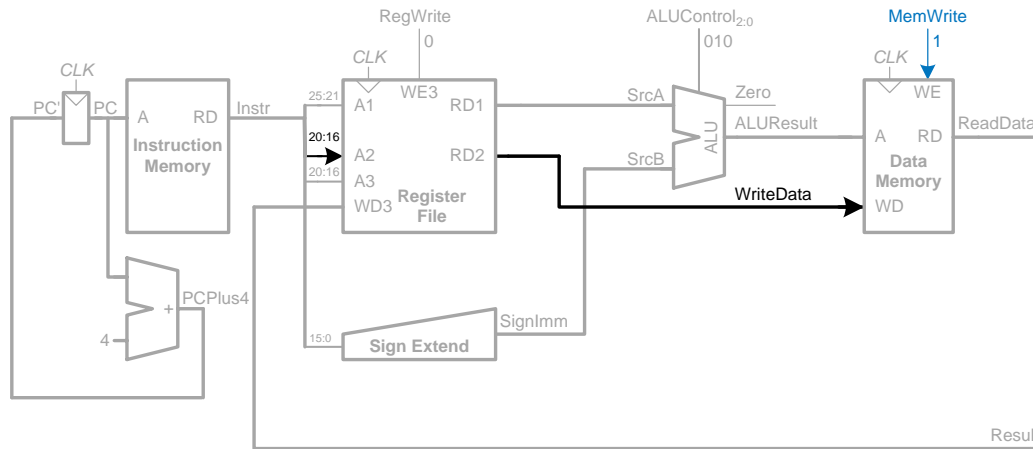 RegWrite
ALUControl2:0
MemWrite
0
010
1
CLK
CLK
CLK
PC'
PC
A
RD
Instr
Instruction
Memory
25:21
A1
WE3
RD1
20:16
A2
RD2
20:16
A3
WD3
Register
File
SrcA
SrcB
ALU
Zero
ALUResult
WriteData
WE
A
RD
ReadData
Data
Memory
WD
PCPlus4
+
4
15:0
Sign Extend
SignImm
Resul